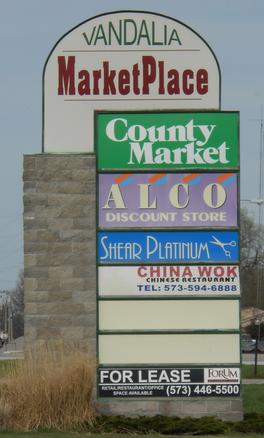 VANDALIA
MarketPlace
County
Market
ALCO
DISCOUNT STORE
SHEAR PLATINUM
CHINA WOK
CHINESE RESTAURANT
TEL: 573-594-6888
FOR LEASE
FORUM
RETAIL/RESTAURANT/OFFICE
SPACE AVAILABLE
(573) 446-5500